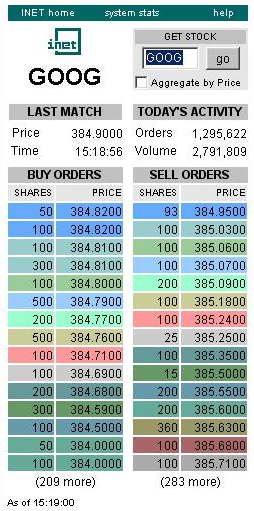 INET home system stats help
inet
GOOG
GET STOCK
GOOG go
Aggregate by Price
LAST MATCH TODAY'S ACTIVITY
Price 384.9000 Orders 1,295,622
Time 15:18:56 Volume 2,791,809
BUY ORDERS SELL ORDERS
SHARES PRICE SHARES PRICE
50 384.8200 93 384.9500
100 384.8200 100 385.0300
100 384.8100 100 385.0600
300 384.8100 100 385.0700
100 384.8000 200 385.0900
500 384.7900 100 385.1800
200 384.7700 100 385.2400
500 384.7600 25 385.2500
100 384.7100 100 385.3500
100 384.6900 15 385.5000
200 384.6800 200 385.5500
300 384.5900 200 385.6000
100 384.5000 360 385.6300
50 384.0000 100 385.6800
100 384.0000 100 385.7100
(209 more) (283 more)
As of 15:19:00